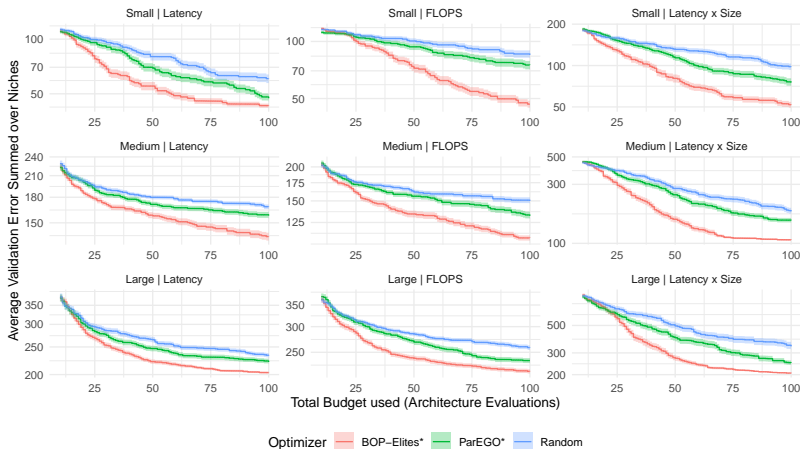 Small | Latency
Small | FLOPS
Small | Latency x Size
100
70
50
25 50 75 100
100
70
50
25 50 75 100
200
100
50
25 50 75 100
Medium | Latency
Medium | FLOPS
Medium | Latency x Size
240
210
180
150
25 50 75 100
200
175
150
125
25 50 75 100
500
300
100
25 50 75 100
Large | Latency
Large | FLOPS
Large | Latency x Size
350
300
250
200
25 50 75 100
350
300
250
25 50 75 100
500
300
200
25 50 75 100
Average Validation Error Summed over Niches
Total Budget used (Architecture Evaluations)
Optimizer BOP−Elites* ParEGO* Random